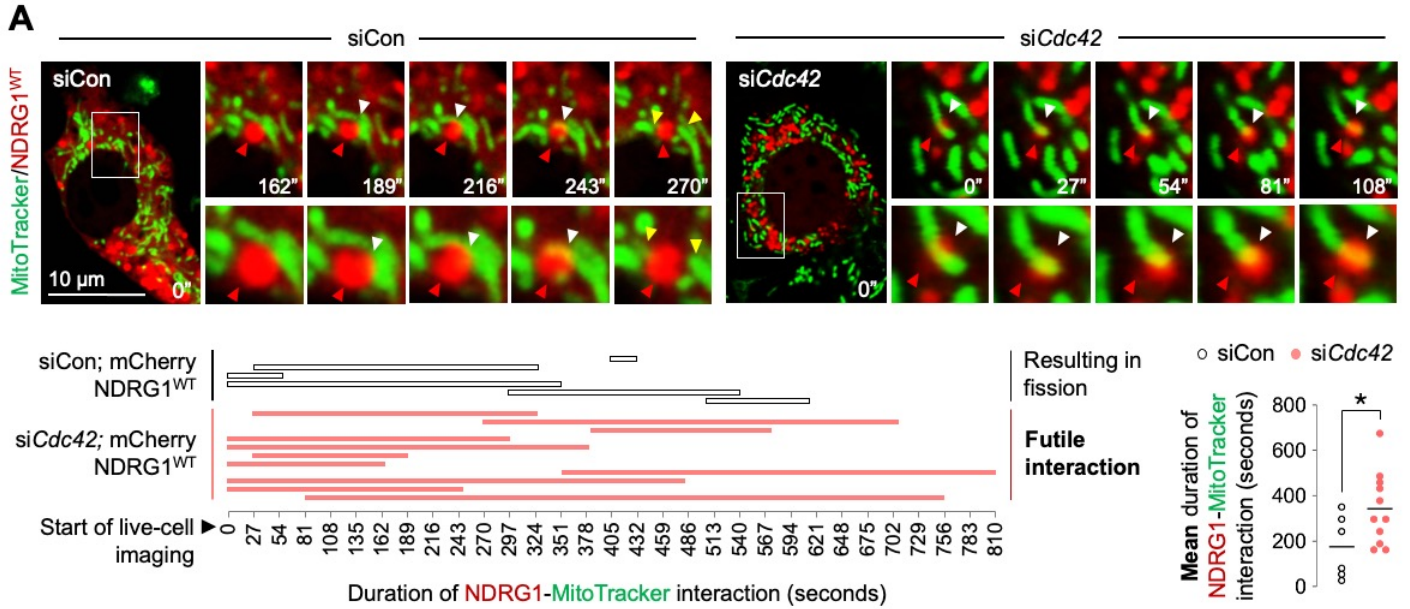 A
siCon
siCdc42
MitoTracker/NDRG1WT
siCon
10 µm
0”
162”
189”
216”
243”
270”
siCdc42
0”
0”
27”
54”
81”
108”
siCon; mCherry
NDRG1WT
siCdc42; mCherry
NDRG1WT
Resulting in
fission
Futile
interaction
Start of live-cell
imaging
0 27 54 81 108 135 162 189 216 243 270 297 324 351 378 405 432 459 486 513 540 567 594 621 648 675 702 729 756 783 810
Duration of NDRG1-MitoTracker interaction (seconds)
siCon
siCdc42
Mean duration of
NDRG1-MitoTracker
interaction (seconds)
800
600
400
200
0
*